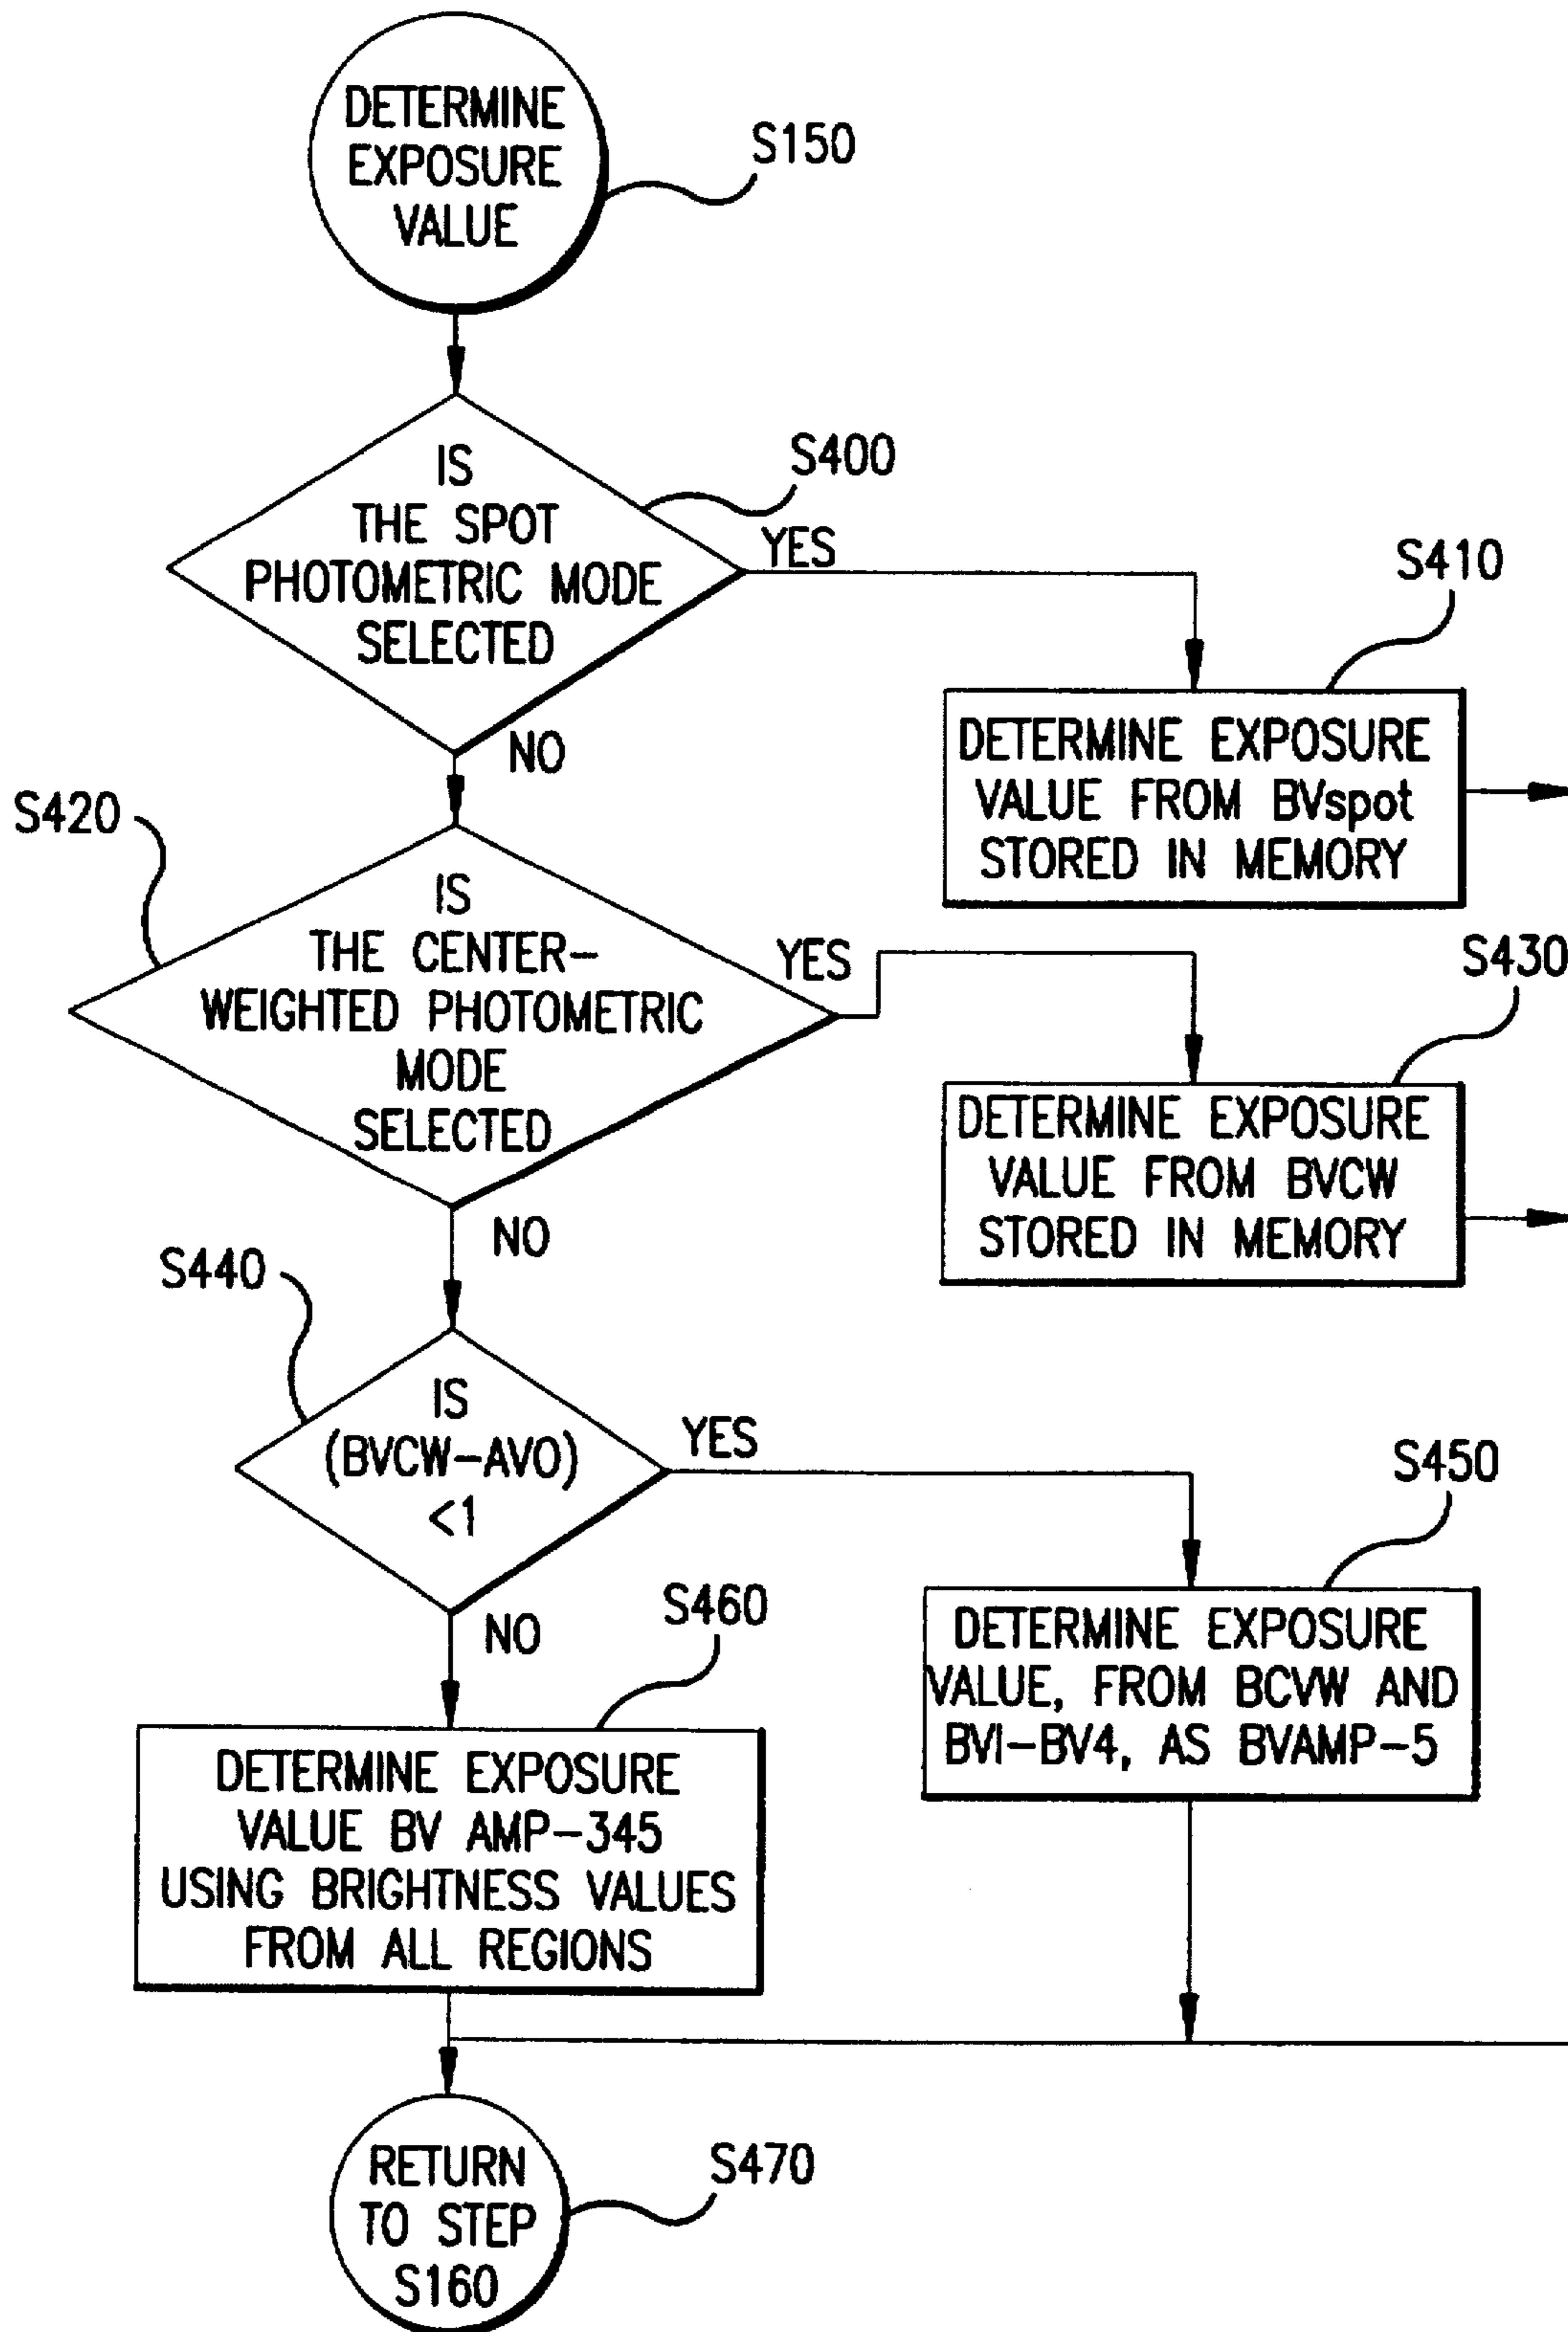 DETERMINE
EXPOSURE
VALUE
S150
IS
THE SPOT
PHOTOMETRIC MODE
SELECTED
S400
YES
NO
S410
DETERMINE EXPOSURE
VALUE FROM BVspot
STORED IN MEMORY
S420
IS
THE CENTER-
WEIGHTED PHOTOMETRIC
MODE
SELECTED
YES
NO
S430
DETERMINE EXPOSURE
VALUE FROM BVCW
STORED IN MEMORY
S440
IS
(BVCW-AVO)
<1
YES
NO
S450
DETERMINE EXPOSURE
VALUE, FROM BCVW AND
BVI-BV4, AS BVAMP-5
S460
DETERMINE EXPOSURE
VALUE BV AMP-345
USING BRIGHTNESS VALUES
FROM ALL REGIONS
RETURN
TO STEP
S160
S470